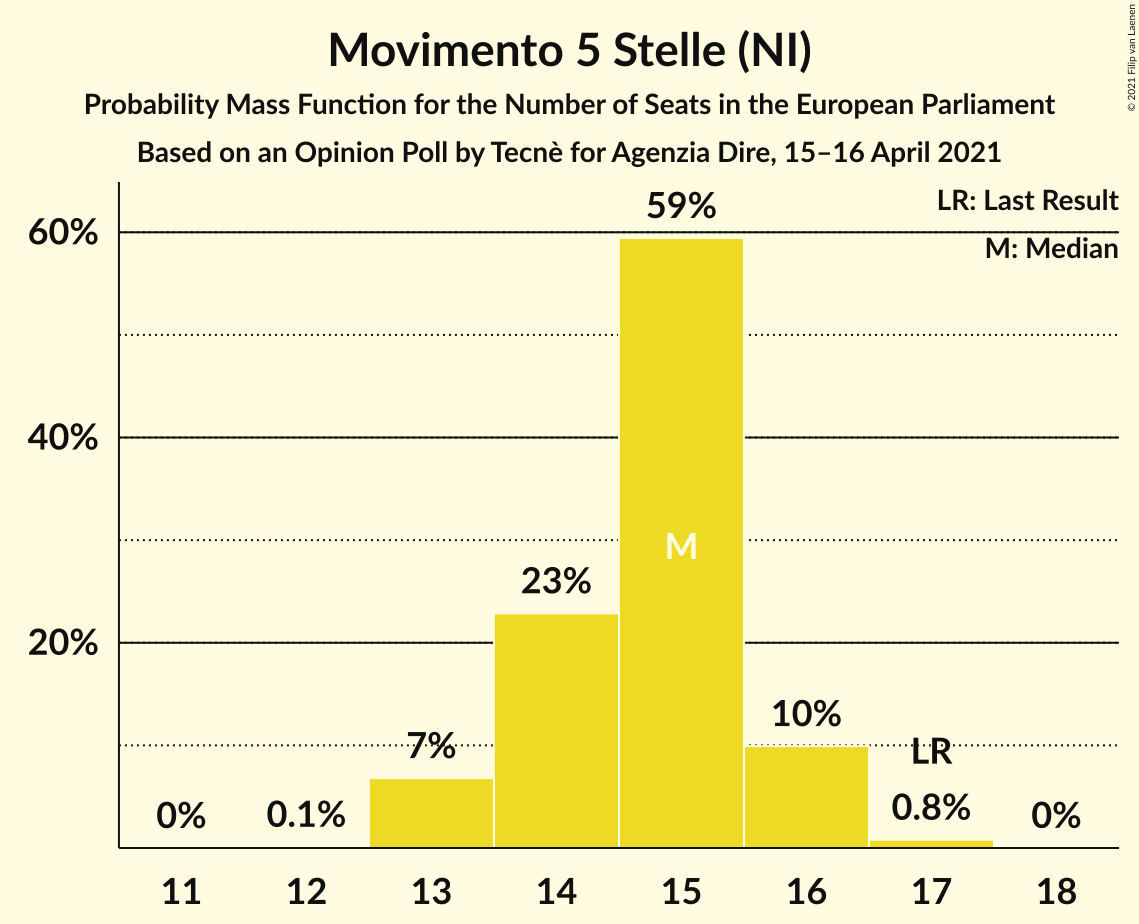 Movimento 5 Stelle (NI)
Probability Mass Function for the Number of Seats in the European Parliament
Based on an Opinion Poll by Tecnè for Agenzia Dire, 15–16 April 2021
© 2021 Filip van Laenen
LR: Last Result
M: Median
60%
40%
20%
0%
0.1%
7%
23%
59%
M
10%
LR
0.8%
0%
11 12 13 14 15 16 17 18